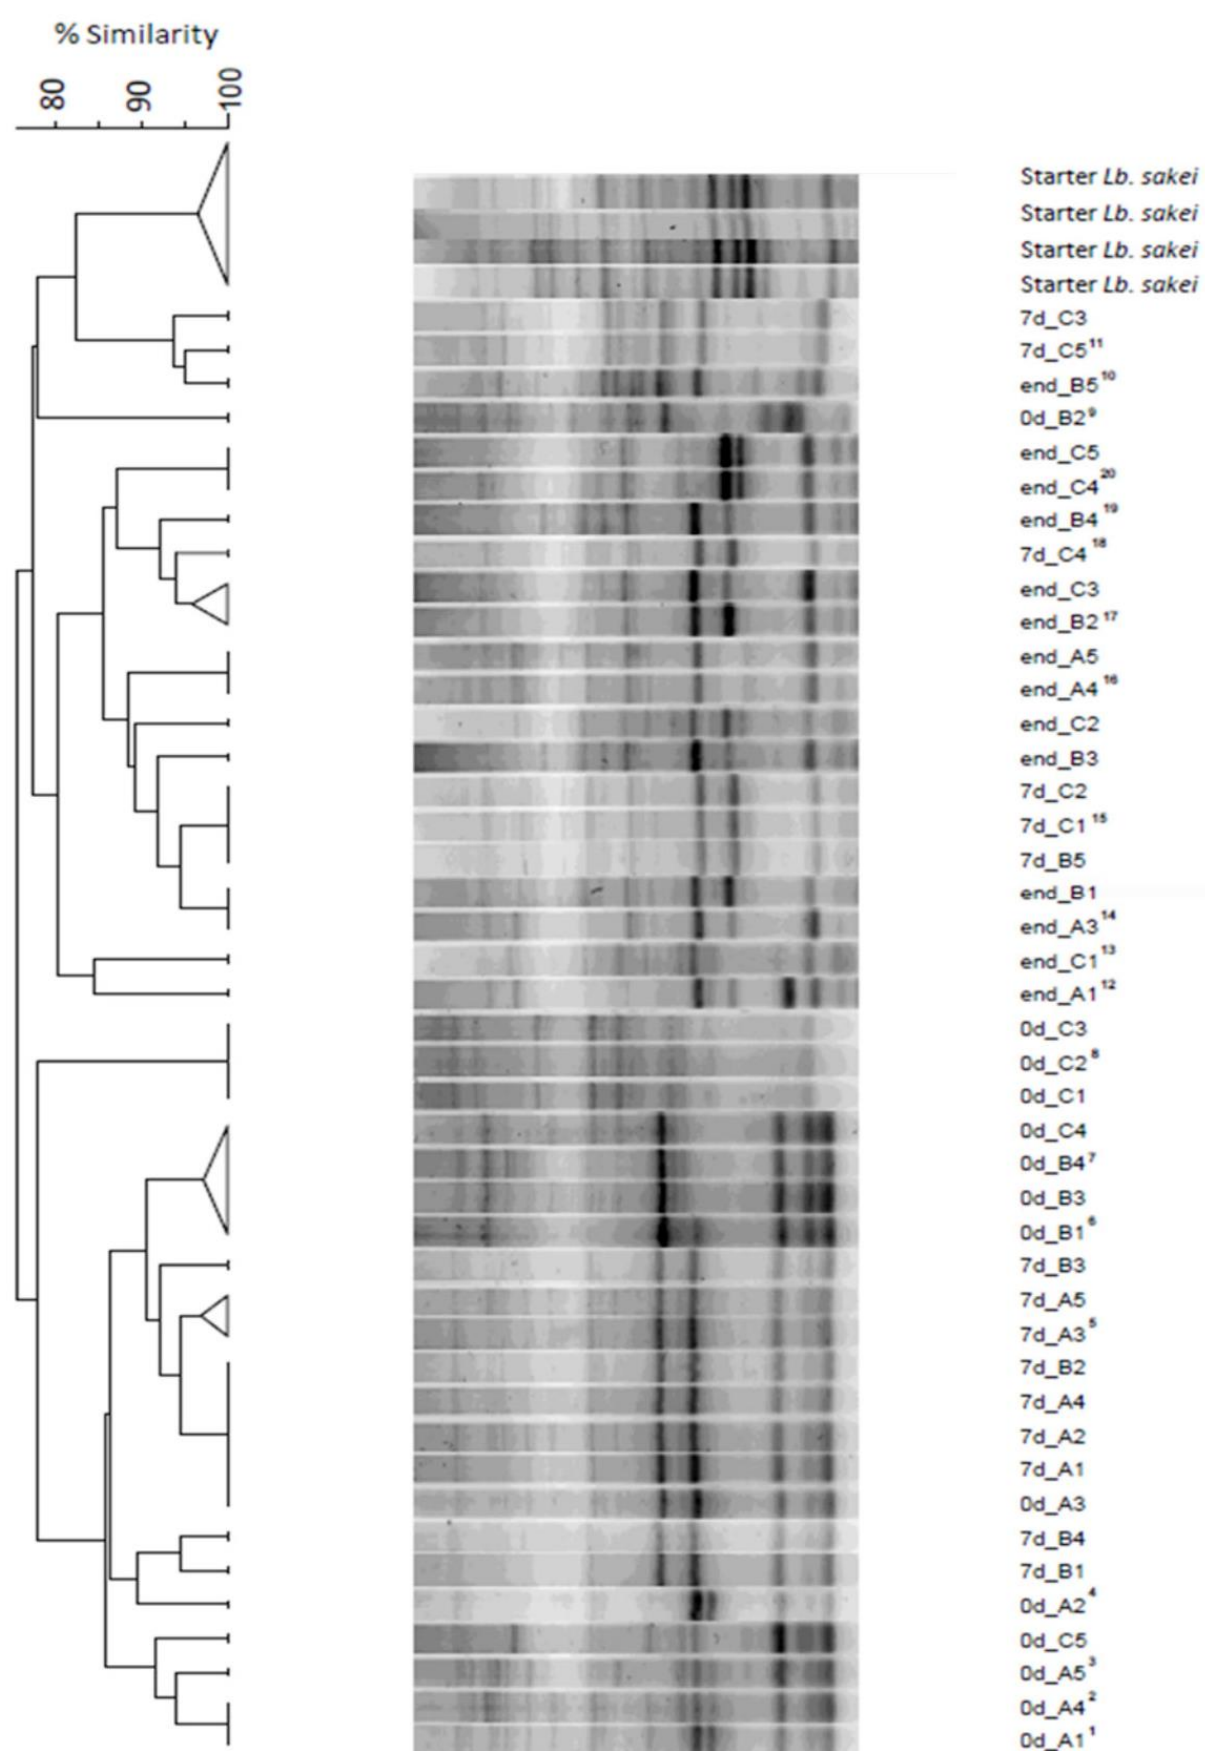 % Similarity
80 90 100
Starter Lb. sakei
Starter Lb. sakei
Starter Lb. sakei
Starter Lb. sakei
7d_C3
7d_C5¹¹
end_B5¹⁰
0d_B2⁹
end_C5
end_C4²⁰
end_B4¹⁹
7d_C4¹⁸
end_C3
end_B2¹⁷
end_A5
end_A4¹⁶
end_C2
end_B3
7d_C2
7d_C1¹⁵
7d_B5
end_B1
end_A3¹⁴
end_C1¹³
end_A1¹²
0d_C3
0d_C2⁸
0d_C1
0d_C4
0d_B4⁷
0d_B3
0d_B1⁶
7d_B3
7d_A5
7d_A3⁵
7d_B2
7d_A4
7d_A2
7d_A1
0d_A3
7d_B4
7d_B1
0d_A2⁴
0d_C5
0d_A5³
0d_A4²
0d_A1¹